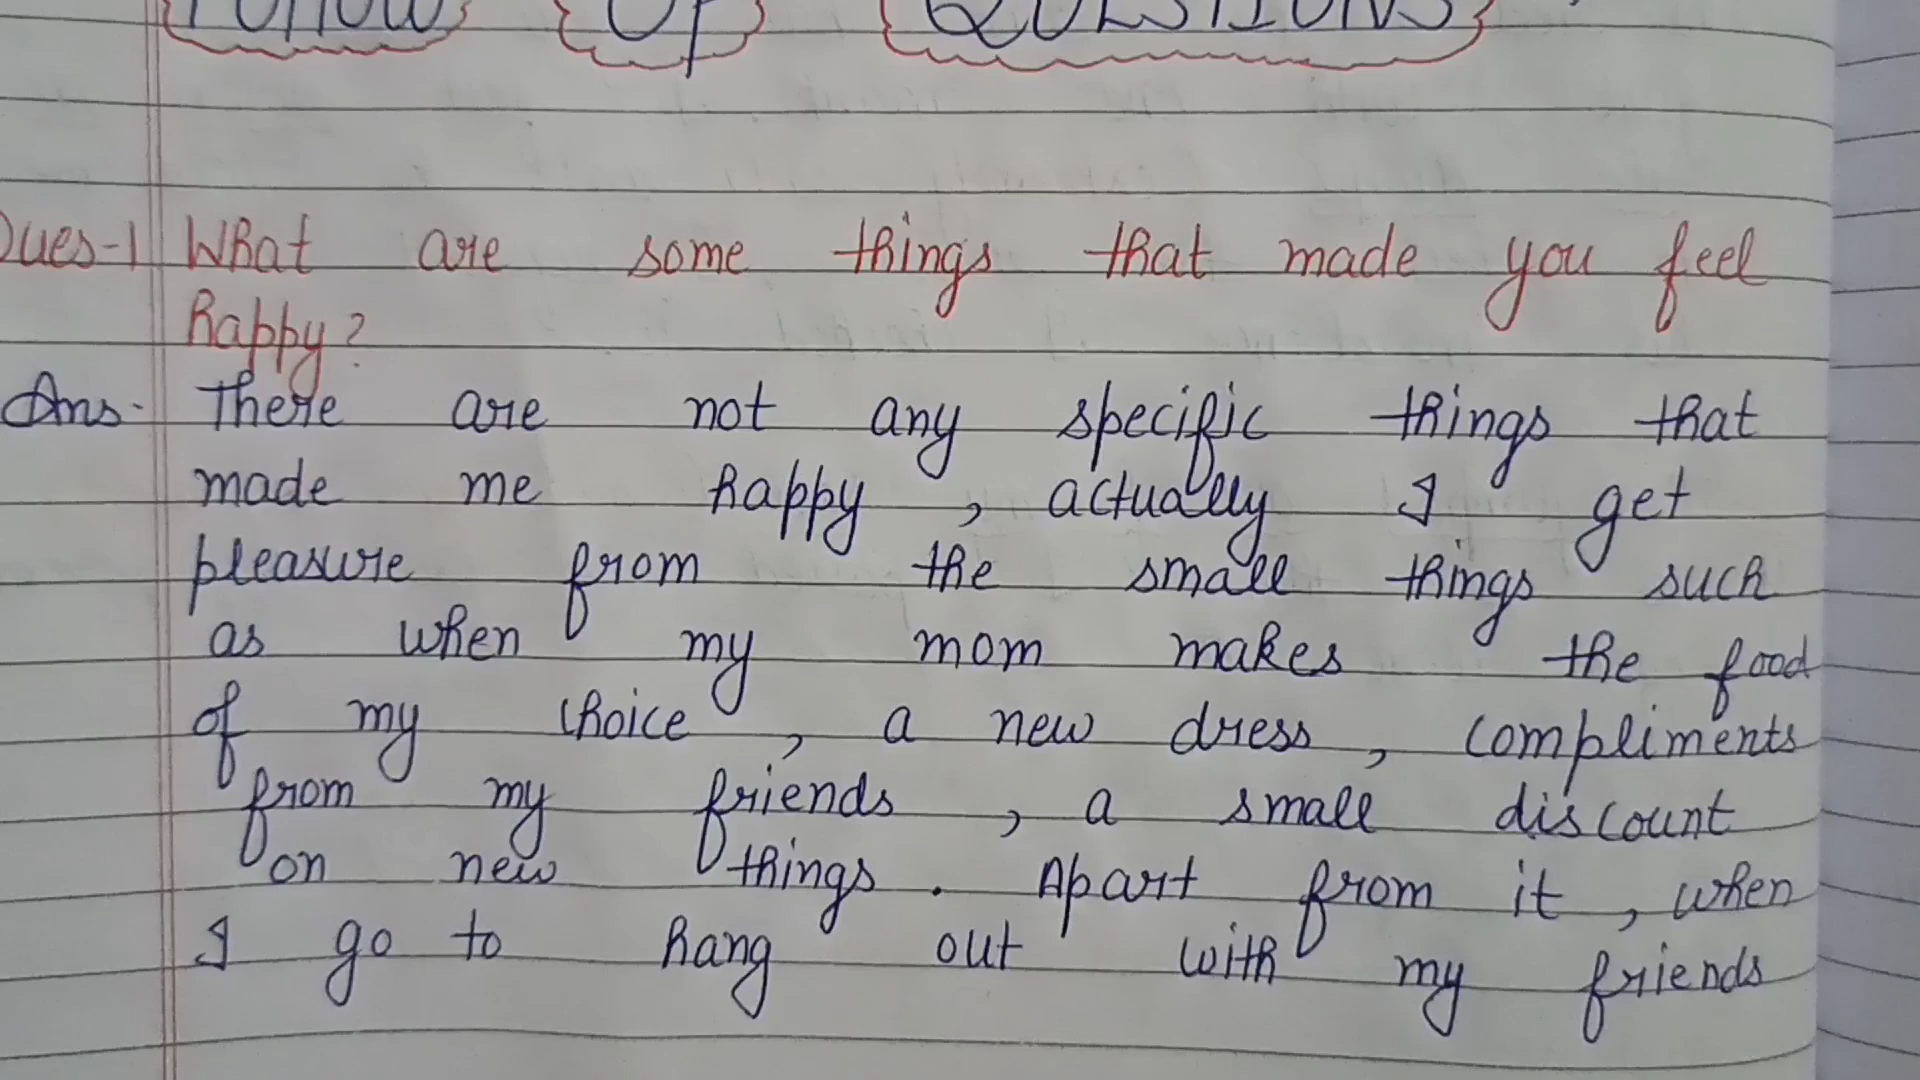 Follow Up QUESTIONS
Ques-1 What are some things that made you feel
happy?
Ans- There are not any specific things that
made me happy, actually I get
pleasure from the small things such
as when my mom makes the food
of my choice, a new dress, compliments
from my friends, a small discount
on new things. Apart from it, when
I go to hang out with my friends